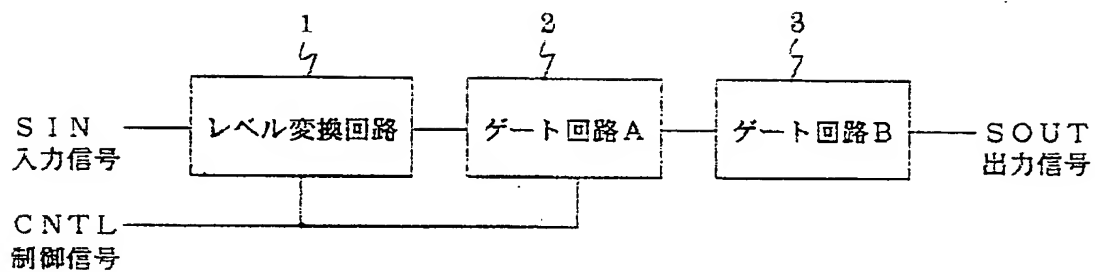 1
2
3
SIN
入力信号
レベル変換回路
ゲート回路A
ゲート回路B
SOUT
出力信号
CNTL
制御信号